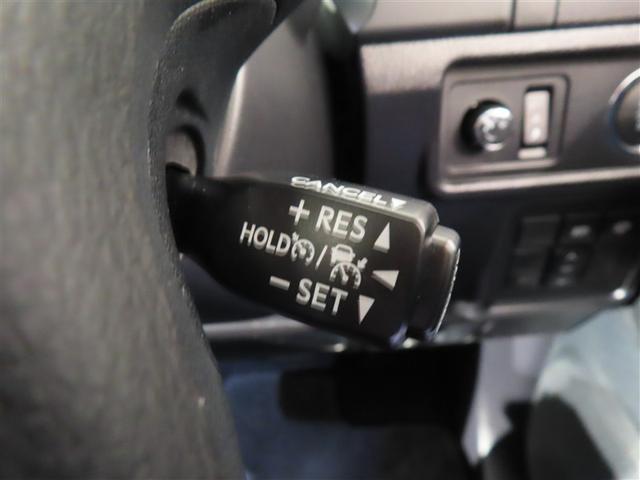 CANCEL▼
+ RES ▲
HOLD / ◀
− SET ▼